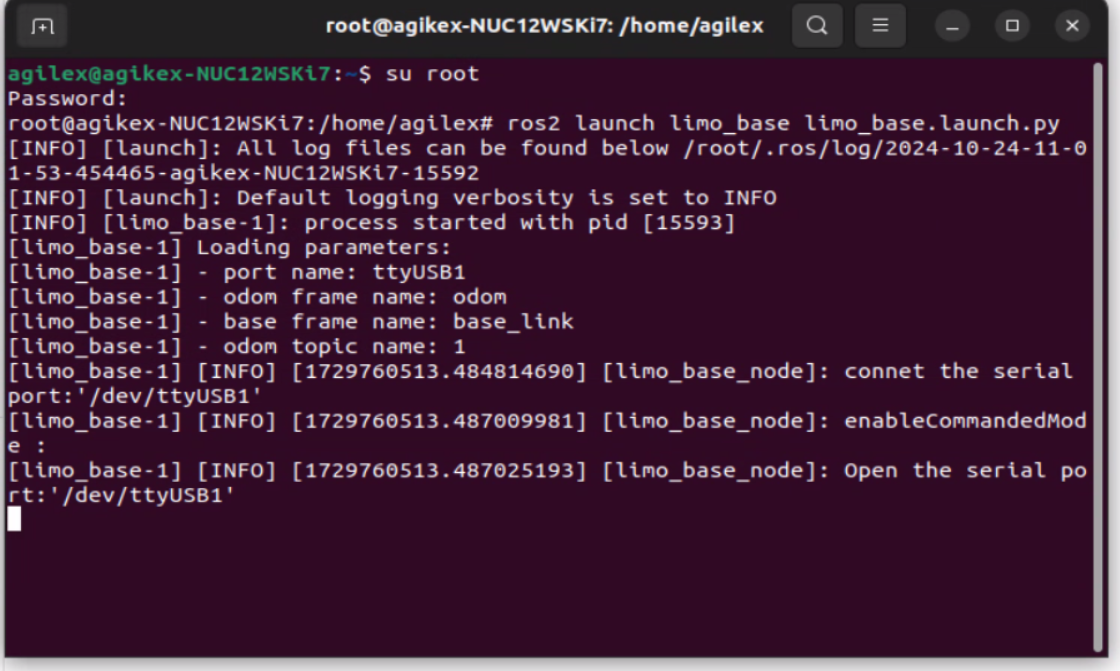 root@agikex-NUC12WSKi7: /home/agilex
agilex@agikex-NUC12WSKi7:~$ su root
Password:
root@agikex-NUC12WSKi7:/home/agilex# ros2 launch limo_base limo_base.launch.py
[INFO] [launch]: All log files can be found below /root/.ros/log/2024-10-24-11-0
1-53-454465-agikex-NUC12WSKi7-15592
[INFO] [launch]: Default logging verbosity is set to INFO
[INFO] [limo_base-1]: process started with pid [15593]
[limo_base-1] Loading parameters:
[limo_base-1] - port name: ttyUSB1
[limo_base-1] - odom frame name: odom
[limo_base-1] - base frame name: base_link
[limo_base-1] - odom topic name: 1
[limo_base-1] [INFO] [1729760513.484814690] [limo_base_node]: connet the serial
port:'/dev/ttyUSB1'
[limo_base-1] [INFO] [1729760513.487009981] [limo_base_node]: enableCommandedMod
e :
[limo_base-1] [INFO] [1729760513.487025193] [limo_base_node]: Open the serial po
rt:'/dev/ttyUSB1'